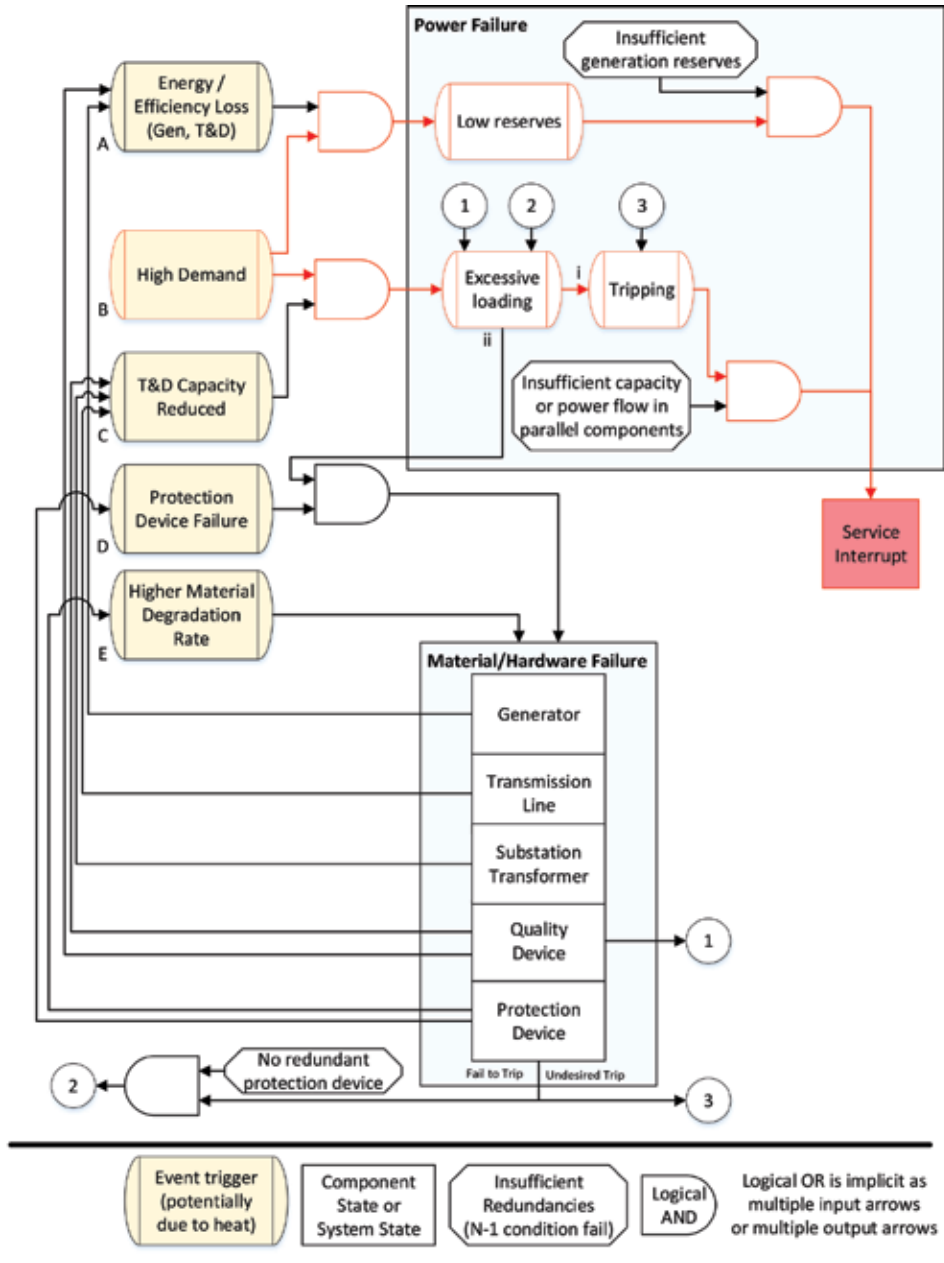 Power Failure
Insufficient
generation reserves
Energy /
Efficiency Loss
(Gen, T&D)
A
Low reserves
1
2
3
High Demand
B
Excessive
loading
i
Tripping
ii
T&D Capacity
Reduced
C
Insufficient capacity
or power flow in
parallel components
Protection
Device Failure
D
Service
Interrupt
Higher Material
Degradation
Rate
E
Material/Hardware Failure
Generator
Transmission
Line
Substation
Transformer
Quality
Device
1
Protection
Device
No redundant
protection device
Fail to Trip
Undesired Trip
2
3
Event trigger
(potentially
due to heat)
Component
State or
System State
Insufficient
Redundancies
(N-1 condition fail)
Logical
AND
Logical OR is implicit as
multiple input arrows
or multiple output arrows